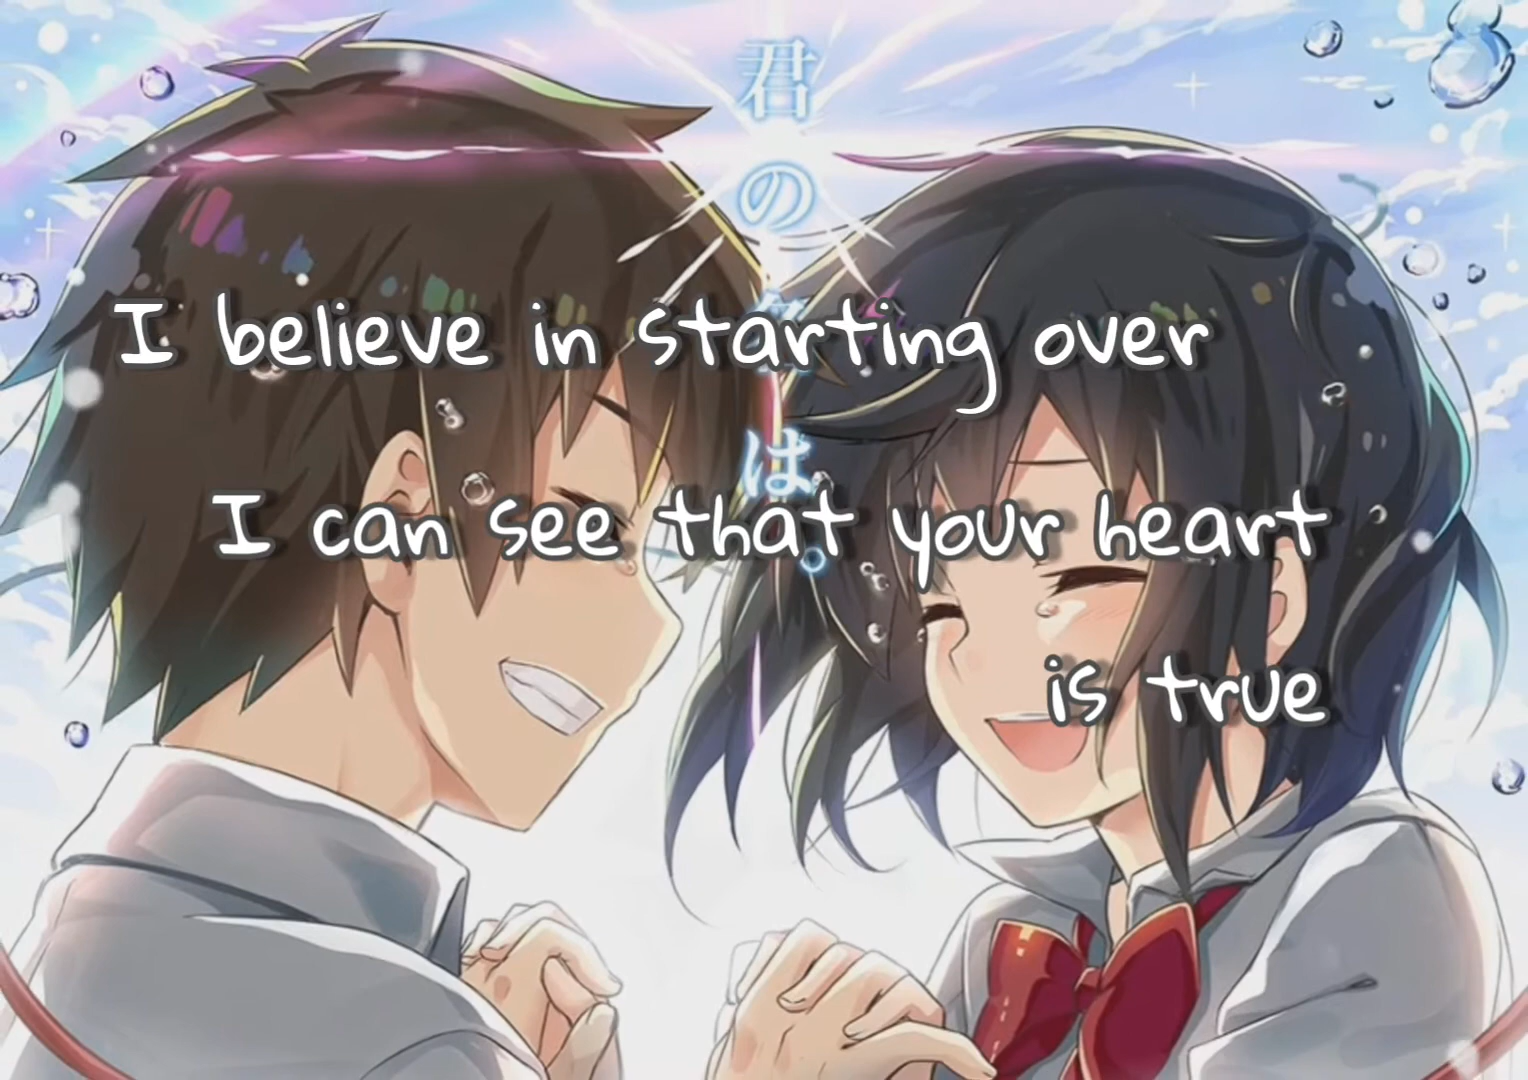 君の
は。
I believe in starting over
I can see that your heart
is true